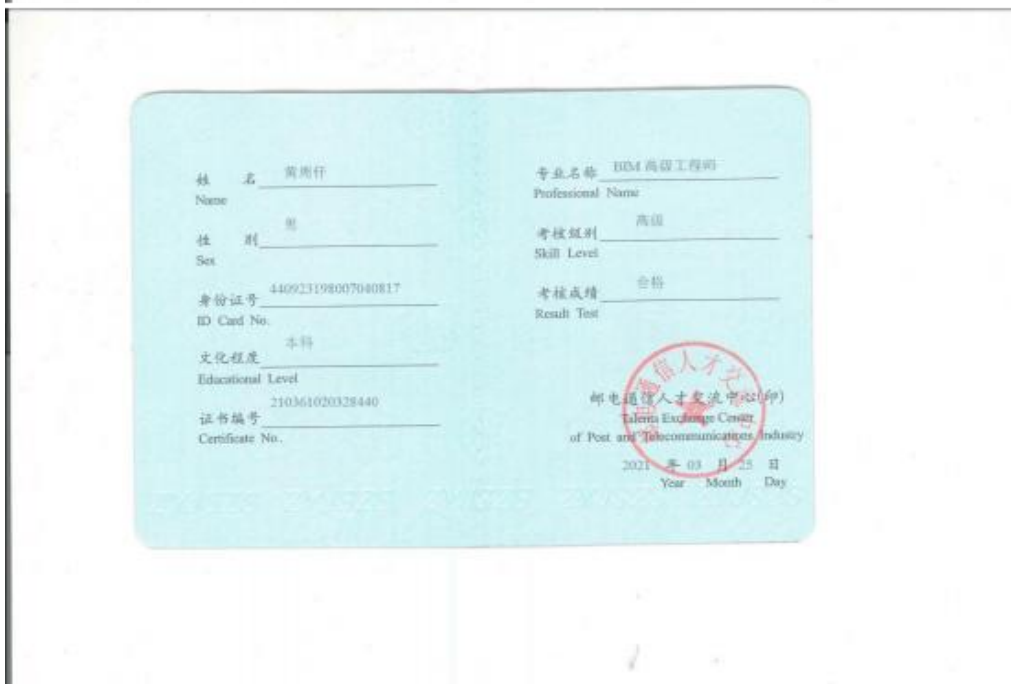 姓 名 黄周仔
Name
性 别 男
Sex
身份证号 440923198007040817
ID Card No.
文化程度 本科
Educational Level
证书编号 210361020328440
Certificate No.
专业名称 BIM 高级工程师
Professional Name
考核级别 高级
Skill Level
考核成绩 合格
Result Test
邮电通信人才交流中心(印)
Talents Exchange Center
of Post and Telecommunications Industry
2021 年 03 月 25 日
Year Month Day